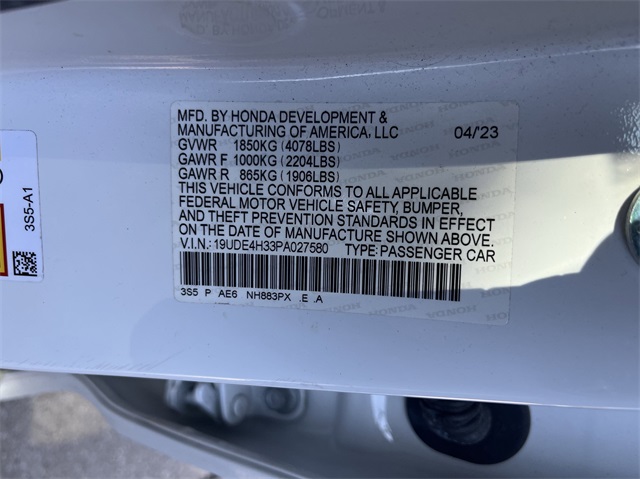 MFD. BY HONDA DEVELOPMENT &
MANUFACTURING OF AMERICA, LLC 04/'23
GVWR 1850KG (4078LBS)
GAWR F 1000KG (2204LBS)
GAWR R 865KG (1906LBS)
THIS VEHICLE CONFORMS TO ALL APPLICABLE
FEDERAL MOTOR VEHICLE SAFETY, BUMPER,
AND THEFT PREVENTION STANDARDS IN EFFECT
ON THE DATE OF MANUFACTURE SHOWN ABOVE.
V.I.N.: 19UDE4H33PA027580 TYPE: PASSENGER CAR
3S5 P AE6 NH883PX .E .A
3S5-A1